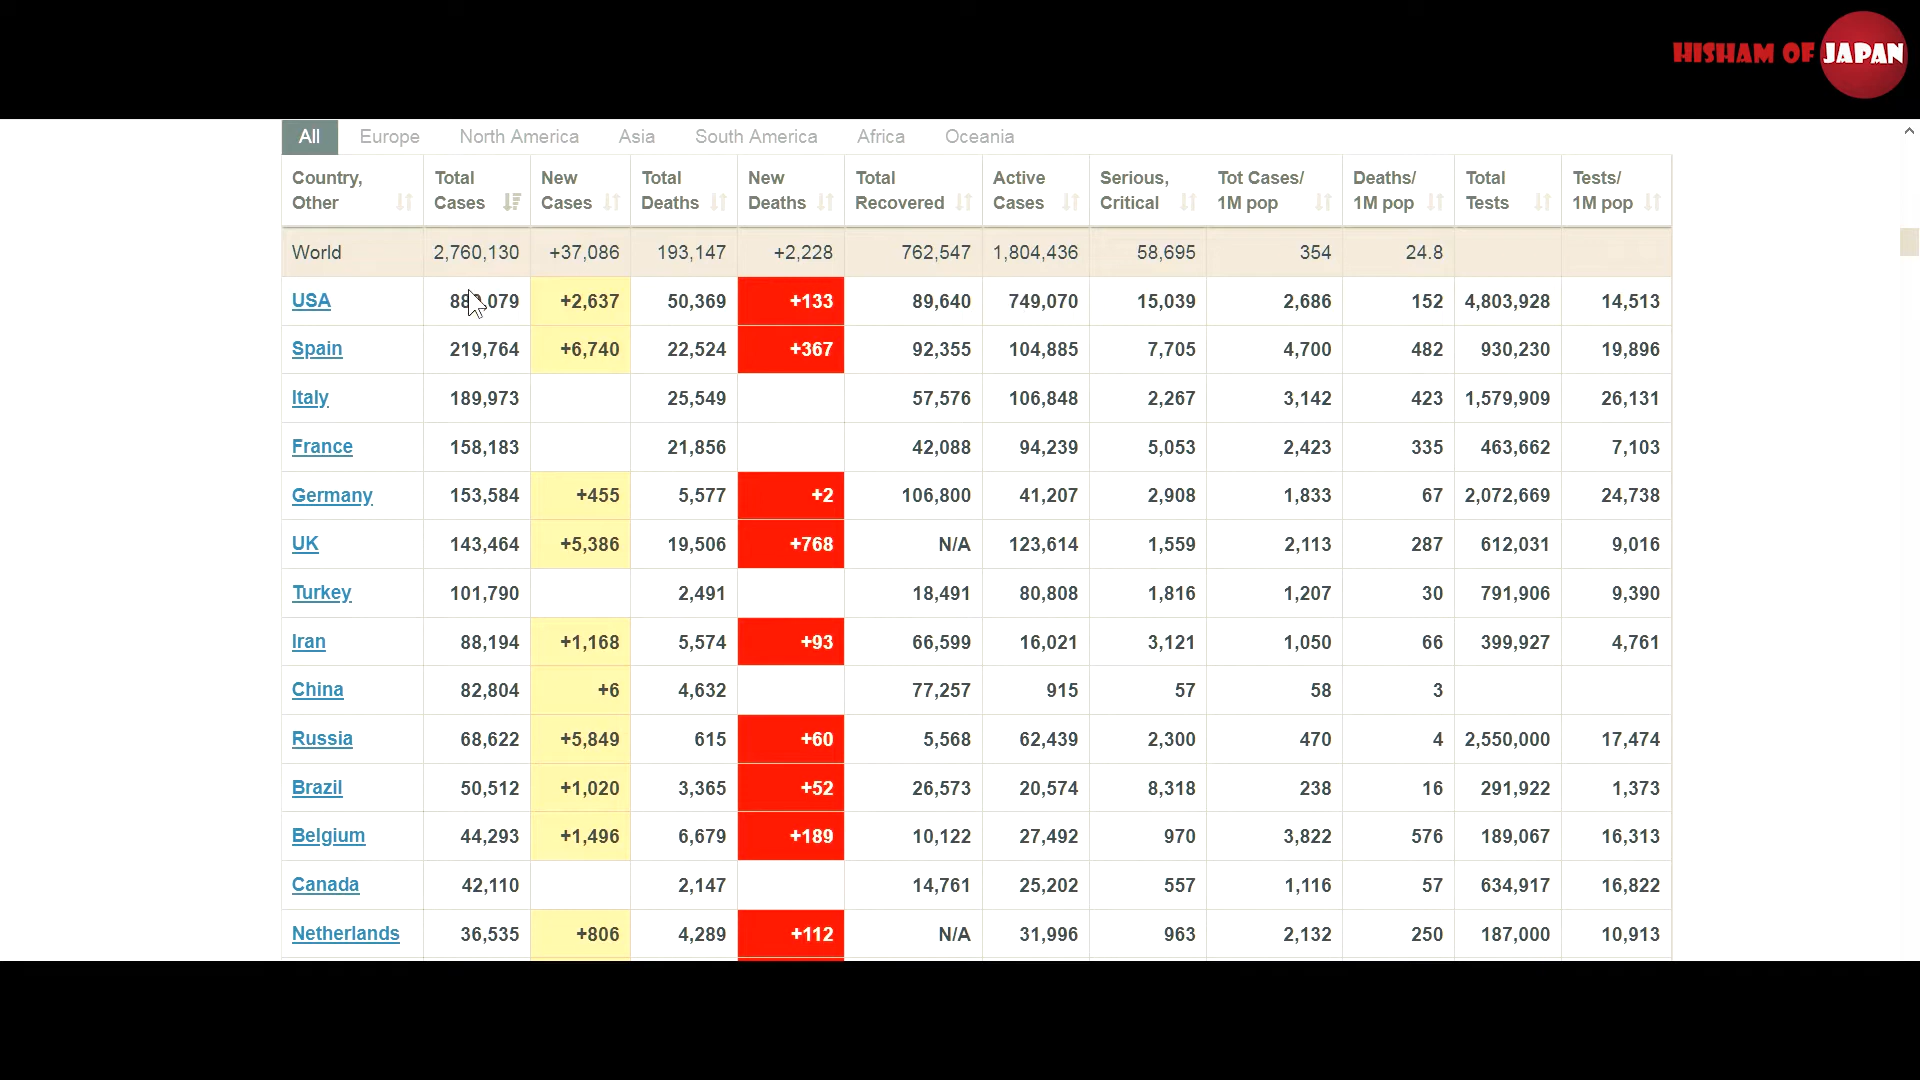 HISHAM OF JAPAN
All Europe North America Asia South America Africa Oceania
Country, Other Total Cases New Cases Total Deaths New Deaths Total Recovered Active Cases Serious, Critical Tot Cases/ 1M pop Deaths/ 1M pop Total Tests Tests/ 1M pop
World 2,760,130 +37,086 193,147 +2,228 762,547 1,804,436 58,695 354 24.8
USA +2,637 50,369 +133 89,640 749,070 15,039 2,686 152 4,803,928 14,513
Spain 219,764 +6,740 22,524 +367 92,355 104,885 7,705 4,700 482 930,230 19,896
Italy 189,973 25,549 57,576 106,848 2,267 3,142 423 1,579,909 26,131
France 158,183 21,856 42,088 94,239 5,053 2,423 335 463,662 7,103
Germany 153,584 +455 5,577 +2 106,800 41,207 2,908 1,833 67 2,072,669 24,738
UK 143,464 +5,386 19,506 +768 N/A 123,614 1,559 2,113 287 612,031 9,016
Turkey 101,790 2,491 18,491 80,808 1,816 1,207 30 791,906 9,390
Iran 88,194 +1,168 5,574 +93 66,599 16,021 3,121 1,050 66 399,927 4,761
China 82,804 +6 4,632 77,257 915 57 58 3
Russia 68,622 +5,849 615 +60 5,568 62,439 2,300 470 4 2,550,000 17,474
Brazil 50,512 +1,020 3,365 +52 26,573 20,574 8,318 238 16 291,922 1,373
Belgium 44,293 +1,496 6,679 +189 10,122 27,492 970 3,822 576 189,067 16,313
Canada 42,110 2,147 14,761 25,202 557 1,116 57 634,917 16,822
Netherlands 36,535 +806 4,289 +112 N/A 31,996 963 2,132 250 187,000 10,913